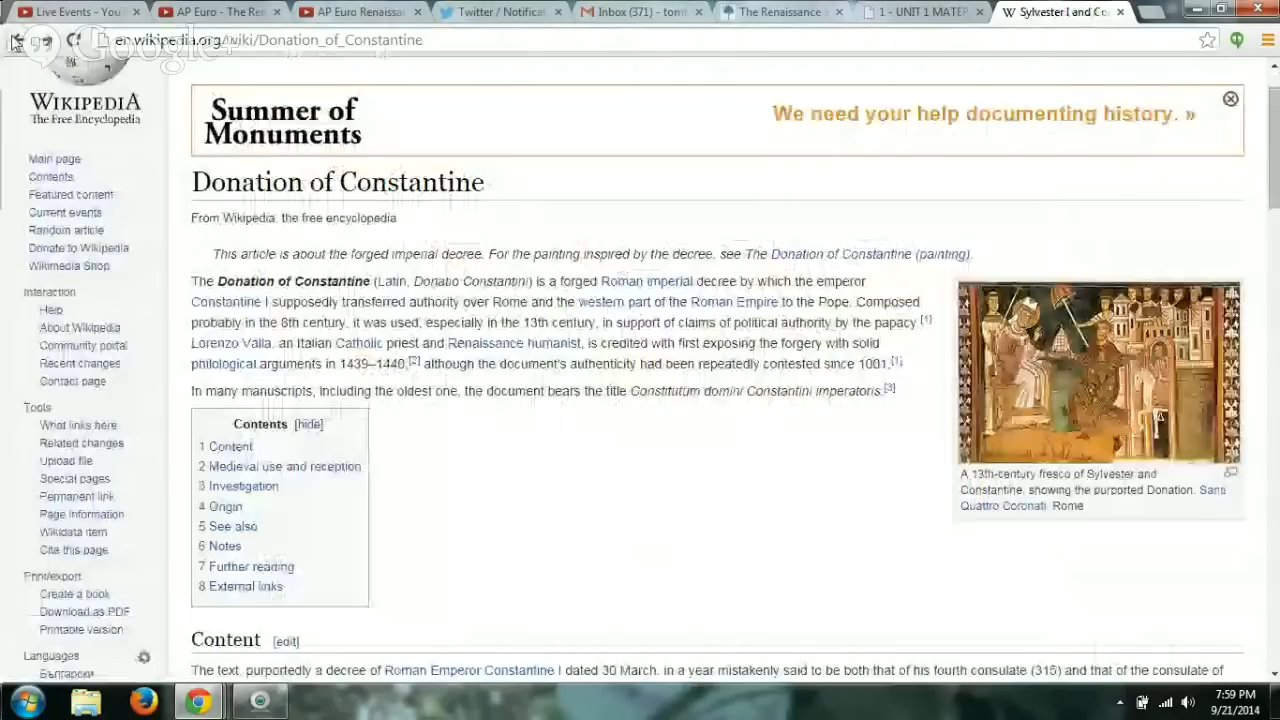 Live Events - You
AP Euro - The Ren
AP Euro Renaissan
Twitter / Notificat
Inbox (371) - tom
The Renaissance
1 - UNIT 1 MATER
Sylvester I and Co
en.wikipedia.org/wiki/Donation_of_Constantine
Google+
WIKIPEDIA
The Free Encyclopedia
Main page
Contents
Featured content
Current events
Random article
Donate to Wikipedia
Wikimedia Shop
Interaction
Help
About Wikipedia
Community portal
Recent changes
Contact page
Tools
What links here
Related changes
Upload file
Special pages
Permanent link
Page information
Wikidata item
Cite this page
Print/export
Create a book
Download as PDF
Printable version
Languages
Български
Summer of
Monuments
We need your help documenting history. »
Donation of Constantine
From Wikipedia, the free encyclopedia
This article is about the forged imperial decree. For the painting inspired by the decree, see The Donation of Constantine (painting).
The Donation of Constantine (Latin, Donatio Constantini) is a forged Roman imperial decree by which the emperor
Constantine I supposedly transferred authority over Rome and the western part of the Roman Empire to the Pope. Composed
probably in the 8th century, it was used, especially in the 13th century, in support of claims of political authority by the papacy.[1]
Lorenzo Valla, an Italian Catholic priest and Renaissance humanist, is credited with first exposing the forgery with solid
philological arguments in 1439–1440,[2] although the document's authenticity had been repeatedly contested since 1001.[1]
In many manuscripts, including the oldest one, the document bears the title Constitutum domini Constantini imperatoris.[3]
Contents [hide]
1 Content
2 Medieval use and reception
3 Investigation
4 Origin
5 See also
6 Notes
7 Further reading
8 External links
A 13th-century fresco of Sylvester and
Constantine, showing the purported Donation. Santi
Quattro Coronati, Rome
Content [edit]
The text, purportedly a decree of Roman Emperor Constantine I dated 30 March, in a year mistakenly said to be both that of his fourth consulate (315) and that of the consulate of
7:59 PM
9/21/2014